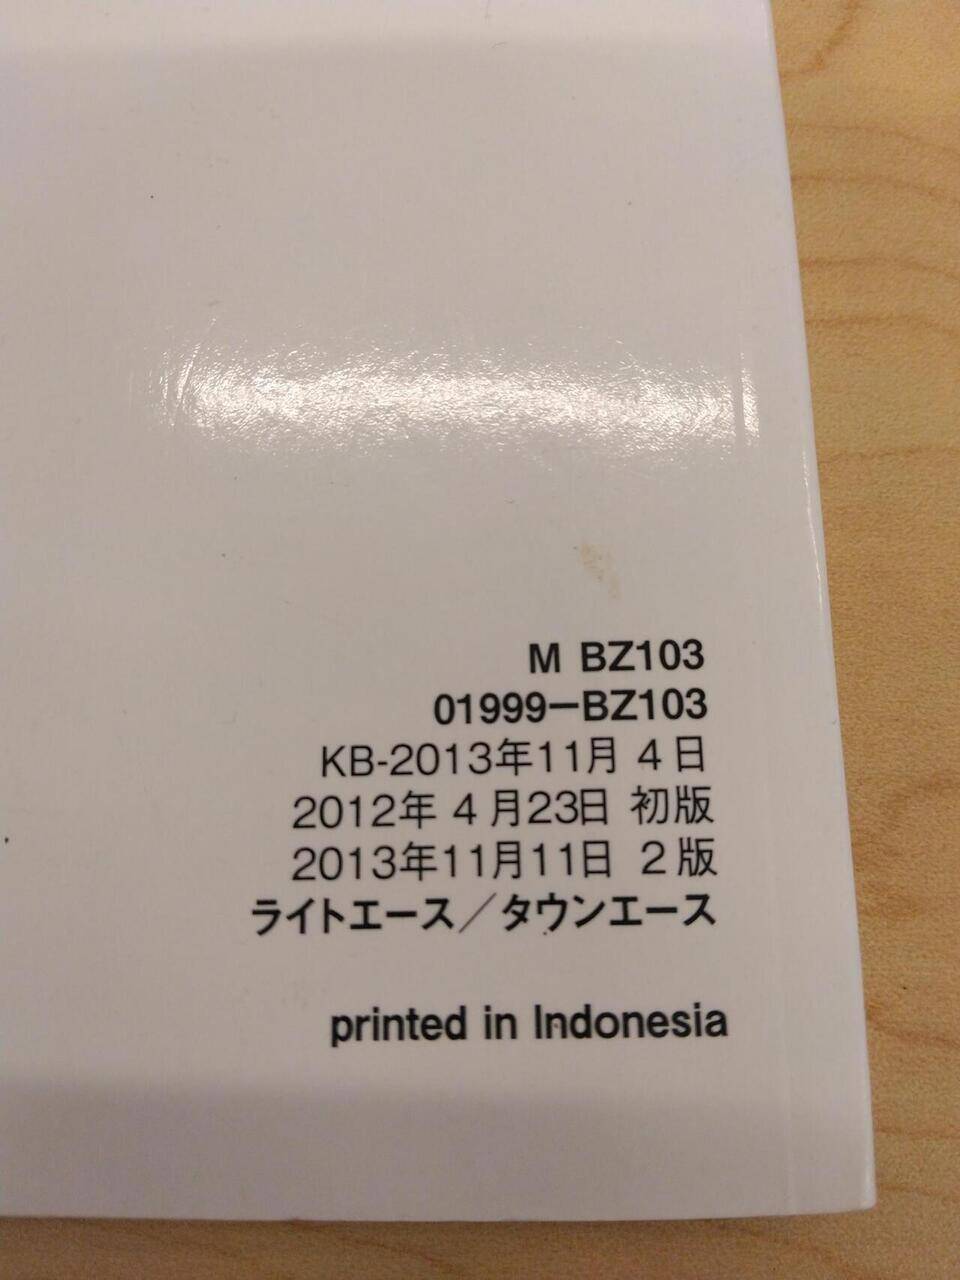 M BZ103
01999−BZ103
KB-2013年11月 4 日
2012年 4 月23日 初版
2013年11月11日 2 版
ライトエース／タウンエース
printed in Indonesia